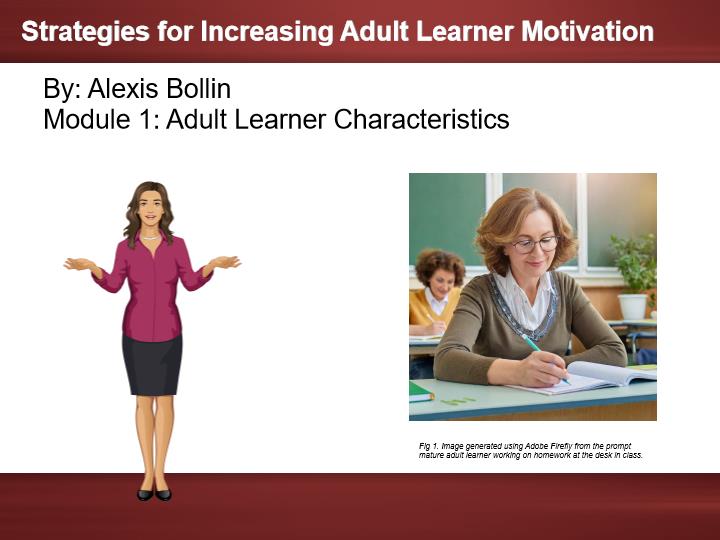 Strategies for Increasing Adult Learner Motivation
By: Alexis Bollin
Module 1: Adult Learner Characteristics
Fig 1. Image generated using Adobe Firefly from the prompt
mature adult learner working on homework at the desk in class.